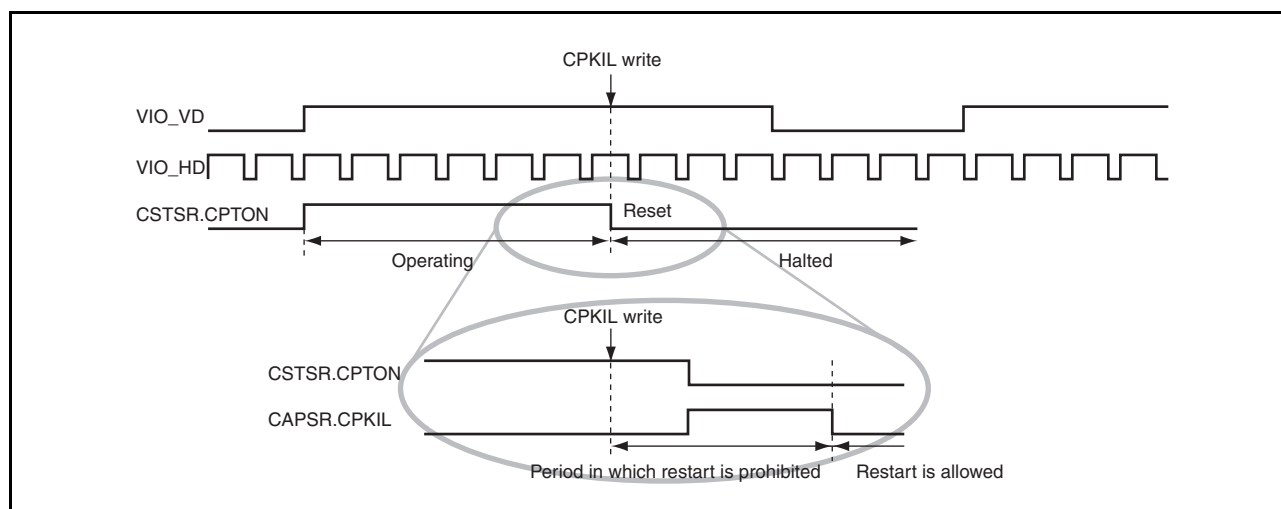 CPKIL write
VIO_VD
VIO_HD
CSTSR.CPTON
Reset
Operating
Halted
CPKIL write
CSTSR.CPTON
CAPSR.CPKIL
Period in which restart is prohibited
Restart is allowed